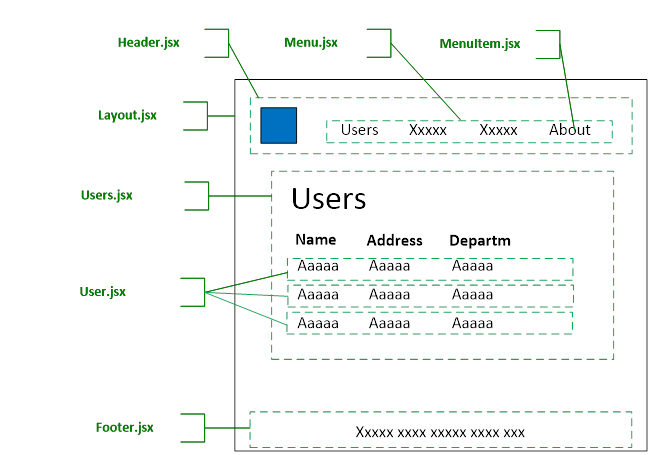 Header.jsx Menu.jsx MenuItem.jsx
Layout.jsx
Users Xxxxx Xxxxx About
Users.jsx
Users
Name Address Departm
Aaaaa Aaaaa Aaaaa
User.jsx
Aaaaa Aaaaa Aaaaa
Aaaaa Aaaaa Aaaaa
Footer.jsx
Xxxxx xxxx xxxxx xxxx xxx